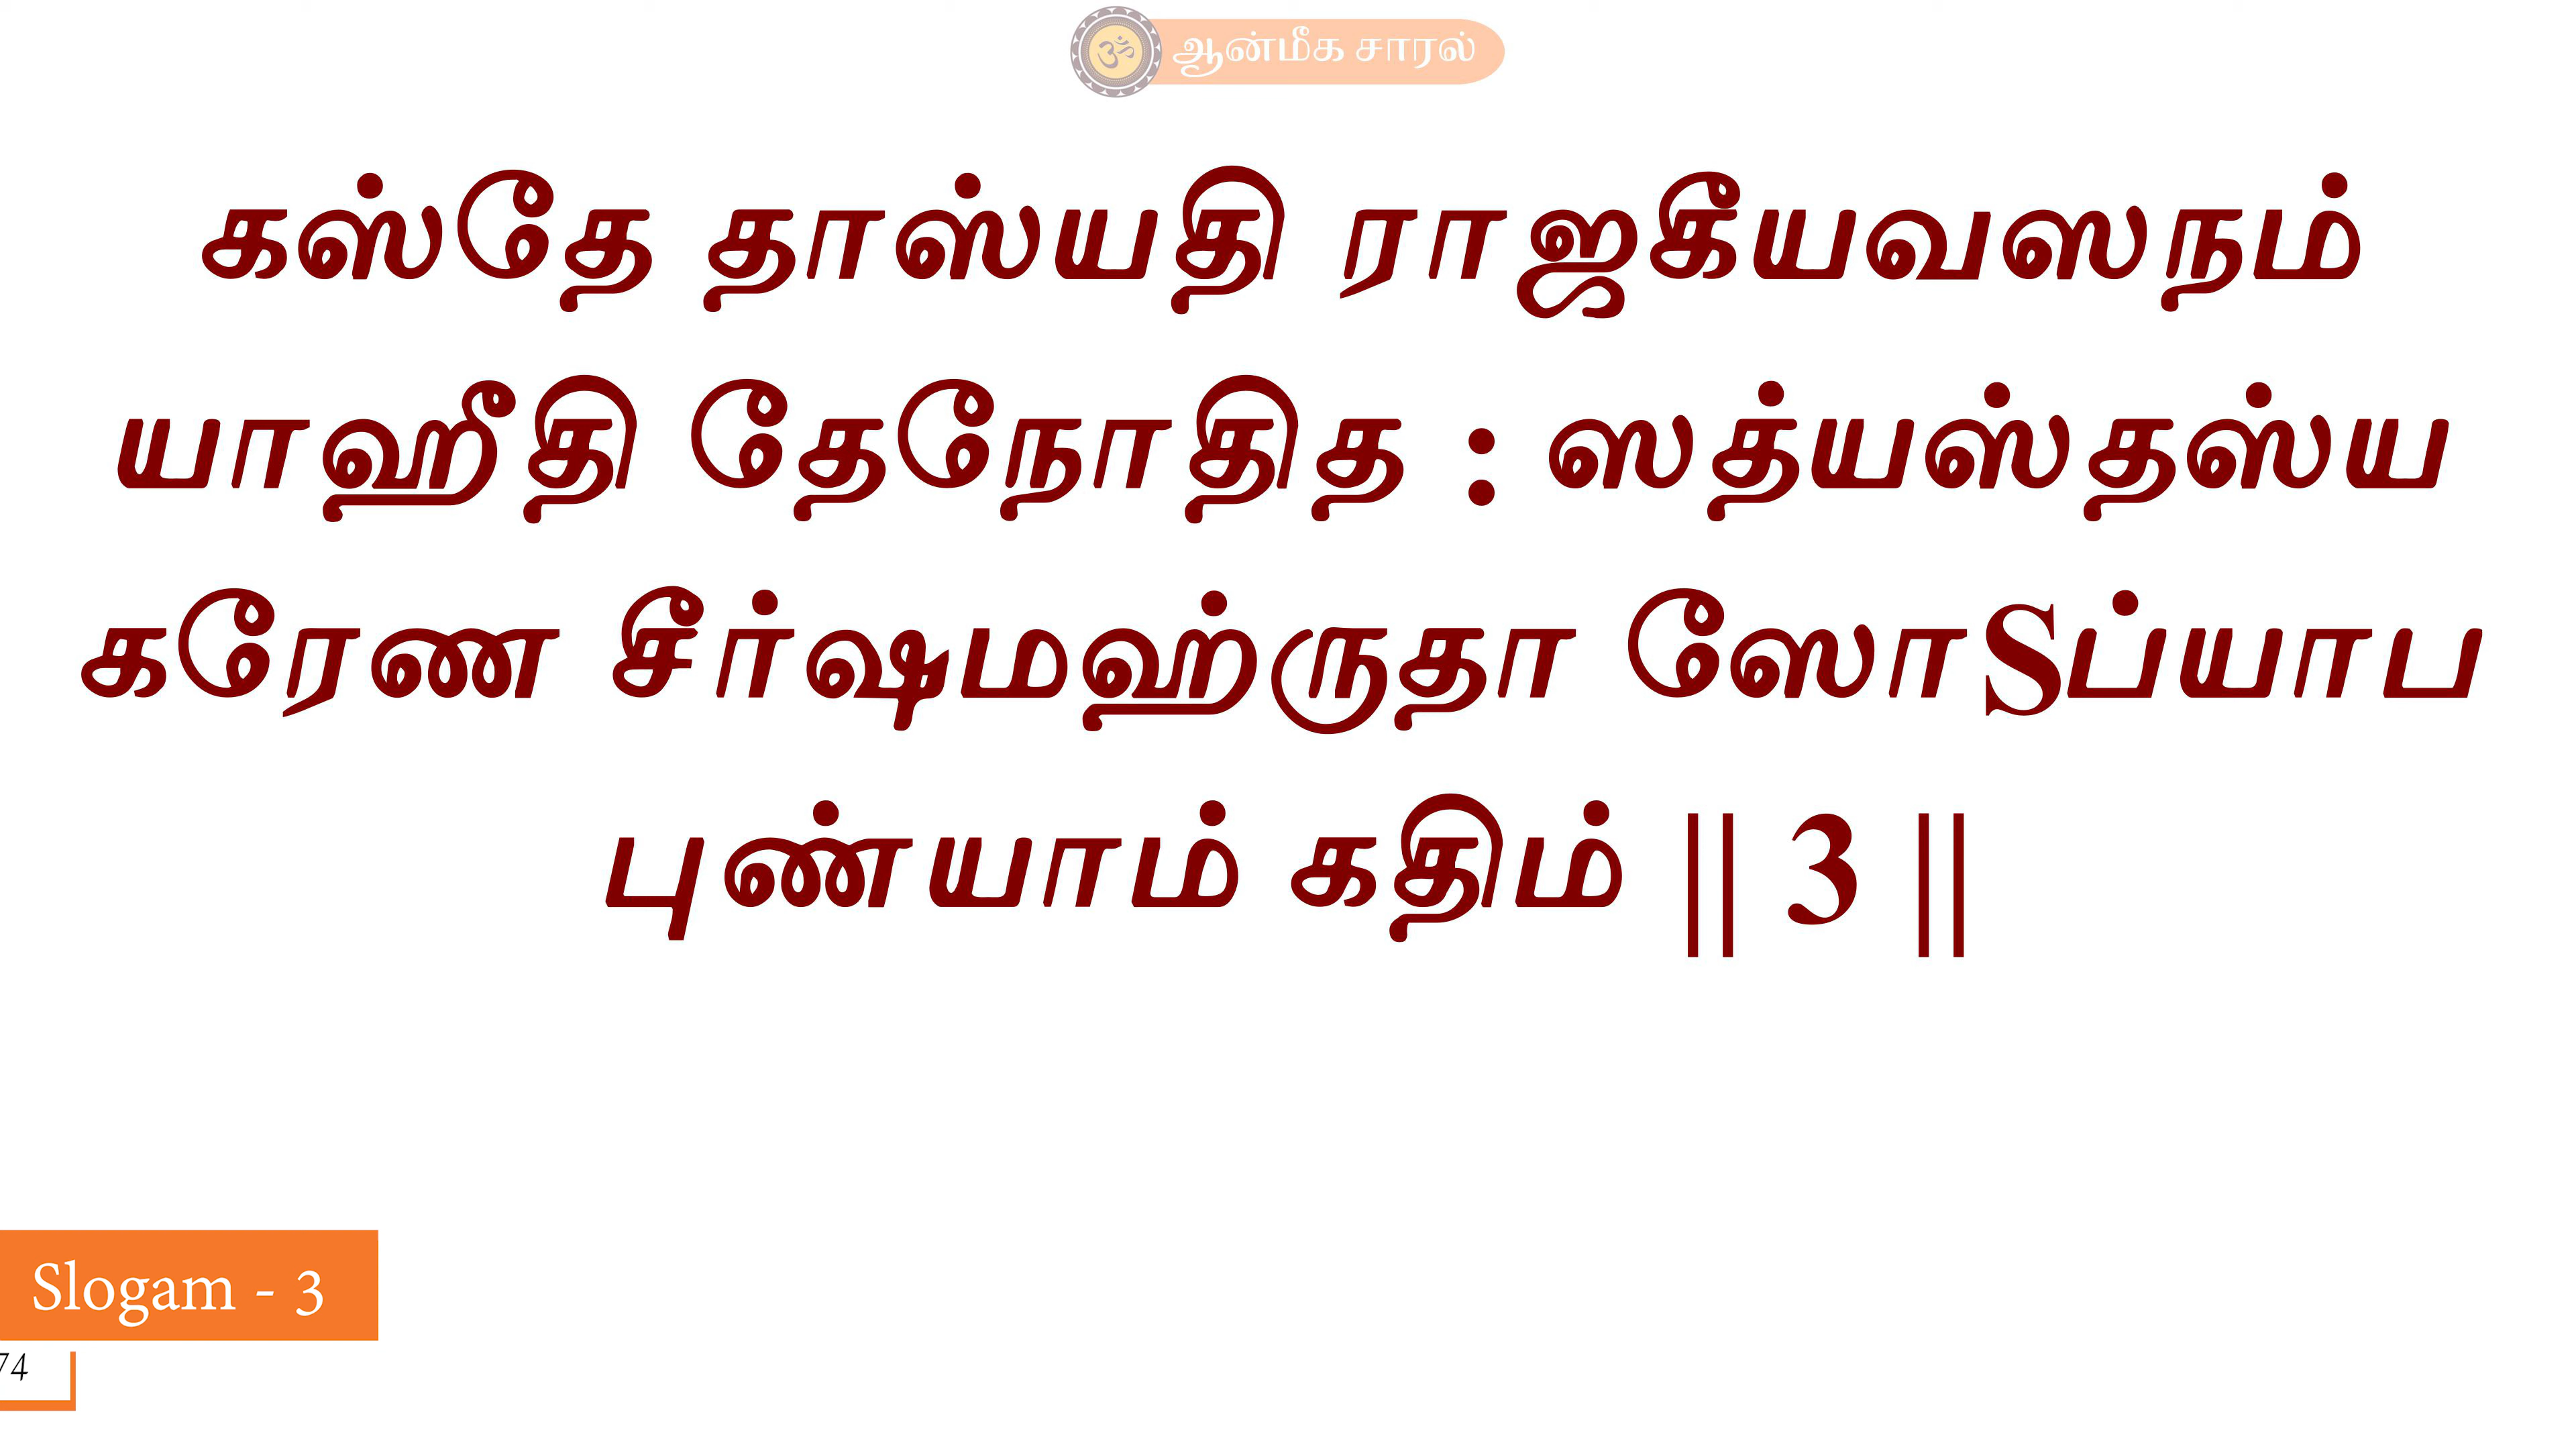 ஆன்மீக சாரல்
கஸ்தே தாஸ்யதி ராஜகீயவஸநம்
யாஹீதி தேநோதித : ஸத்யஸ்தஸ்ய
கரேண சீர்ஷமஹ்ருதா ஸோSப்யாப
புண்யாம் கதிம் || 3 ||
Slogam - 3
74